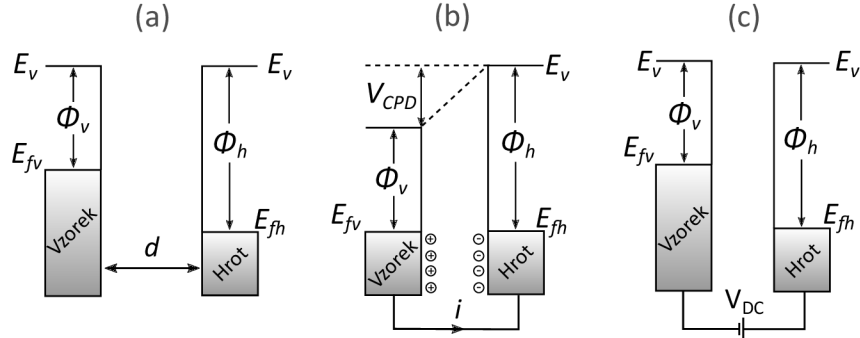 (a)
E_v
E_v
Φ_v
Φ_h
E_fv
E_fh
Vzorek
Hrot
d
(b)
E_v
V_CPD
Φ_v
Φ_h
E_fv
E_fh
Vzorek
Hrot
⊕ ⊖
⊕ ⊖
⊕ ⊖
⊕ ⊖
i
(c)
E_v
E_v
Φ_v
Φ_h
E_fv
E_fh
Vzorek
Hrot
V_DC